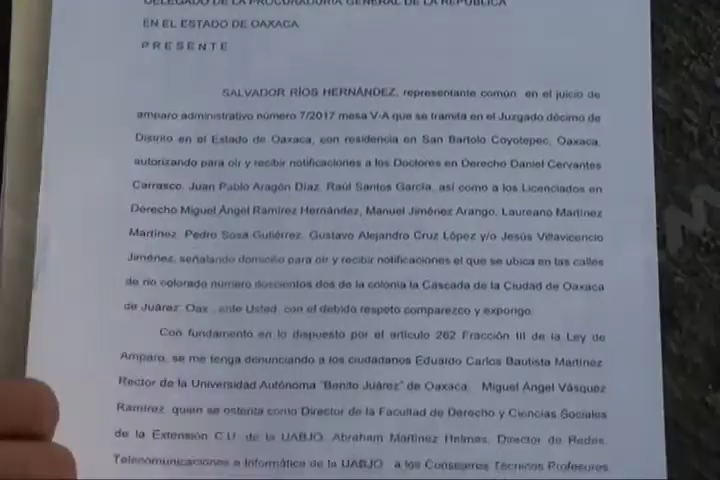 DELEGADO DE LA PROCURADURÍA GENERAL DE LA REPÚBLICA
EN EL ESTADO DE OAXACA
P R E S E N T E
SALVADOR RÍOS HERNÁNDEZ, representante común en el juicio de
amparo administrativo número 7/2017 mesa V-A que se tramita en el Juzgado décimo de
Distrito en el Estado de Oaxaca, con residencia en San Bartolo Coyotepec, Oaxaca,
autorizando para oír y recibir notificaciones a los Doctores en Derecho Daniel Cervantes
Carrasco, Juan Pablo Aragón Díaz, Raúl Santos García, así como a los Licenciados en
Derecho Miguel Ángel Ramírez Hernández, Manuel Jiménez Arango, Laureano Martínez
Martínez, Pedro Sosa Gutiérrez, Gustavo Alejandro Cruz López y/o Jesús Villavicencio
Jiménez, señalando domicilio para oír y recibir notificaciones el que se ubica en las calles
de rio colorado número doscientos dos de la colonia la Cascada de la Ciudad de Oaxaca
de Juárez, Oax., ante Usted, con el debido respeto comparezco y expongo:
Con fundamento en lo dispuesto por el artículo 262 Fracción III de la Ley de
Amparo, se me tenga denunciando a los ciudadanos Eduardo Carlos Bautista Martínez
Rector de la Universidad Autónoma "Benito Juárez" de Oaxaca, Miguel Ángel Vásquez
Ramírez, quien se ostenta como Director de la Facultad de Derecho y Ciencias Sociales
de la Extensión C.U. de la UABJO, Abraham Martínez Helmes, Director de Redes,
Telecomunicaciones e Informática de la UABJO, a los Consejeros Técnicos Profesores